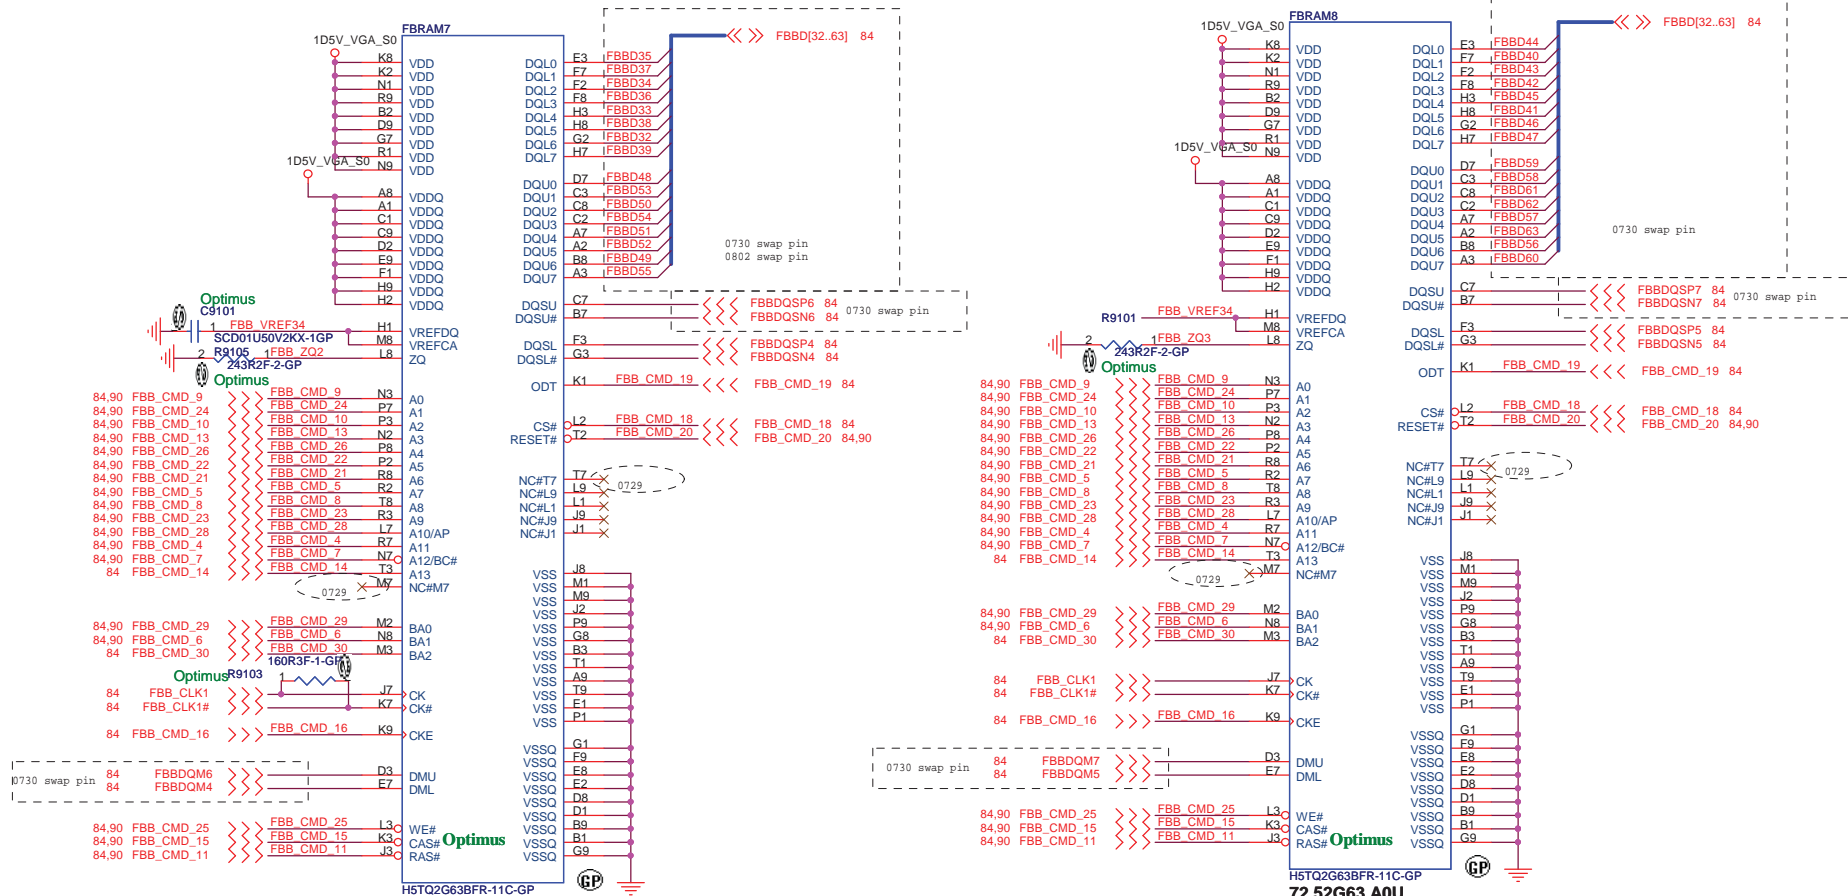 FBRAM7
1D5V_VGA_S0
1D5V_VGA_S0
K8 VDD
K2 VDD
N1 VDD
R9 VDD
B2 VDD
D9 VDD
G7 VDD
R1 VDD
N9 VDD
A8 VDDQ
A1 VDDQ
C1 VDDQ
C9 VDDQ
D2 VDDQ
E9 VDDQ
F1 VDDQ
H9 VDDQ
H2 VDDQ
Optimus
C9101
1 FBB_VREF34 H1 VREFDQ
SCD01U50V2KX-1GP M8 VREFCA
2 R9105 1 FBB_ZQ2 L8 ZQ
243R2F-2-GP
Optimus
84,90 FBB_CMD_9 FBB_CMD_9 N3 A0
84,90 FBB_CMD_24 FBB_CMD_24 P7 A1
84,90 FBB_CMD_10 FBB_CMD_10 P3 A2
84,90 FBB_CMD_13 FBB_CMD_13 N2 A3
84,90 FBB_CMD_26 FBB_CMD_26 P8 A4
84,90 FBB_CMD_22 FBB_CMD_22 P2 A5
84,90 FBB_CMD_21 FBB_CMD_21 R8 A6
84,90 FBB_CMD_5 FBB_CMD_5 R2 A7
84,90 FBB_CMD_8 FBB_CMD_8 T8 A8
84,90 FBB_CMD_23 FBB_CMD_23 R3 A9
84,90 FBB_CMD_28 FBB_CMD_28 L7 A10/AP
84,90 FBB_CMD_4 FBB_CMD_4 R7 A11
84,90 FBB_CMD_7 FBB_CMD_7 N7 A12/BC#
84 FBB_CMD_14 FBB_CMD_14 T3 A13
0729 M7 NC#M7
84,90 FBB_CMD_29 FBB_CMD_29 M2 BA0
84,90 FBB_CMD_6 FBB_CMD_6 N8 BA1
84 FBB_CMD_30 FBB_CMD_30 M3 BA2
160R3F-1-GP
Optimus R9103 1
84 FBB_CLK1 J7 CK
84 FBB_CLK1# K7 CK#
84 FBB_CMD_16 FBB_CMD_16 K9 CKE
0730 swap pin
84 FBBDQM6 D3 DMU
84 FBBDQM4 E7 DML
84,90 FBB_CMD_25 FBB_CMD_25 L3 WE#
84,90 FBB_CMD_15 FBB_CMD_15 K3 CAS#
84,90 FBB_CMD_11 FBB_CMD_11 J3 RAS#
Optimus
H5TQ2G63BFR-11C-GP
FBBD[32..63] 84
DQL0 E3 FBBD35
DQL1 F7 FBBD37
DQL2 F2 FBBD34
DQL3 F8 FBBD36
DQL4 H3 FBBD33
DQL5 H8 FBBD38
DQL6 G2 FBBD32
DQL7 H7 FBBD39
DQU0 D7 FBBD48
DQU1 C3 FBBD53
DQU2 C8 FBBD50
DQU3 C2 FBBD54
DQU4 A7 FBBD51
DQU5 A2 FBBD52
DQU6 B8 FBBD49
DQU7 A3 FBBD55
0730 swap pin
0802 swap pin
DQSU C7 FBBDQSP6 84
DQSU# B7 FBBDQSN6 84
0730 swap pin
DQSL F3 FBBDQSP4 84
DQSL# G3 FBBDQSN4 84
ODT K1 FBB_CMD_19 FBB_CMD_19 84
CS# L2 FBB_CMD_18 FBB_CMD_18 84
RESET# T2 FBB_CMD_20 FBB_CMD_20 84,90
NC#T7 T7 0729
NC#L9 L9
NC#L1 L1
NC#J9 J9
NC#J1 J1
VSS J8
VSS M1
VSS M9
VSS J2
VSS P9
VSS G8
VSS B3
VSS T1
VSS A9
VSS T9
VSS E1
VSS P1
VSSQ G1
VSSQ F9
VSSQ E8
VSSQ E2
VSSQ D8
VSSQ D1
VSSQ B9
VSSQ B1
VSSQ G9
GP
FBRAM8
1D5V_VGA_S0
1D5V_VGA_S0
K8 VDD
K2 VDD
N1 VDD
R9 VDD
B2 VDD
D9 VDD
G7 VDD
R1 VDD
N9 VDD
A8 VDDQ
A1 VDDQ
C1 VDDQ
C9 VDDQ
D2 VDDQ
E9 VDDQ
F1 VDDQ
H9 VDDQ
H2 VDDQ
R9101 FBB_VREF34 H1 VREFDQ
M8 VREFCA
2 1 FBB_ZQ3 L8 ZQ
243R2F-2-GP
Optimus
84,90 FBB_CMD_9 FBB_CMD_9 N3 A0
84,90 FBB_CMD_24 FBB_CMD_24 P7 A1
84,90 FBB_CMD_10 FBB_CMD_10 P3 A2
84,90 FBB_CMD_13 FBB_CMD_13 N2 A3
84,90 FBB_CMD_26 FBB_CMD_26 P8 A4
84,90 FBB_CMD_22 FBB_CMD_22 P2 A5
84,90 FBB_CMD_21 FBB_CMD_21 R8 A6
84,90 FBB_CMD_5 FBB_CMD_5 R2 A7
84,90 FBB_CMD_8 FBB_CMD_8 T8 A8
84,90 FBB_CMD_23 FBB_CMD_23 R3 A9
84,90 FBB_CMD_28 FBB_CMD_28 L7 A10/AP
84,90 FBB_CMD_4 FBB_CMD_4 R7 A11
84,90 FBB_CMD_7 FBB_CMD_7 N7 A12/BC#
84 FBB_CMD_14 FBB_CMD_14 T3 A13
0729 M7 NC#M7
84,90 FBB_CMD_29 FBB_CMD_29 M2 BA0
84,90 FBB_CMD_6 FBB_CMD_6 N8 BA1
84 FBB_CMD_30 FBB_CMD_30 M3 BA2
84 FBB_CLK1 J7 CK
84 FBB_CLK1# K7 CK#
84 FBB_CMD_16 FBB_CMD_16 K9 CKE
0730 swap pin
84 FBBDQM7 D3 DMU
84 FBBDQM5 E7 DML
84,90 FBB_CMD_25 FBB_CMD_25 L3 WE#
84,90 FBB_CMD_15 FBB_CMD_15 K3 CAS#
84,90 FBB_CMD_11 FBB_CMD_11 J3 RAS#
Optimus
H5TQ2G63BFR-11C-GP
72.52G63.A0U
FBBD[32..63] 84
DQL0 E3 FBBD44
DQL1 F7 FBBD40
DQL2 F2 FBBD43
DQL3 F8 FBBD42
DQL4 H3 FBBD45
DQL5 H8 FBBD41
DQL6 G2 FBBD46
DQL7 H7 FBBD47
DQU0 D7 FBBD59
DQU1 C3 FBBD58
DQU2 C8 FBBD61
DQU3 C2 FBBD62
DQU4 A7 FBBD57
DQU5 A2 FBBD63
DQU6 B8 FBBD56
DQU7 A3 FBBD60
0730 swap pin
DQSU C7 FBBDQSP7 84
DQSU# B7 FBBDQSN7 84
0730 swap pin
DQSL F3 FBBDQSP5 84
DQSL# G3 FBBDQSN5 84
ODT K1 FBB_CMD_19 FBB_CMD_19 84
CS# L2 FBB_CMD_18 FBB_CMD_18 84
RESET# T2 FBB_CMD_20 FBB_CMD_20 84,90
NC#T7 T7 0729
NC#L9 L9
NC#L1 L1
NC#J9 J9
NC#J1 J1
VSS J8
VSS M1
VSS M9
VSS J2
VSS P9
VSS G8
VSS B3
VSS T1
VSS A9
VSS T9
VSS E1
VSS P1
VSSQ G1
VSSQ F9
VSSQ E8
VSSQ E2
VSSQ D8
VSSQ D1
VSSQ B9
VSSQ B1
VSSQ G9
GP